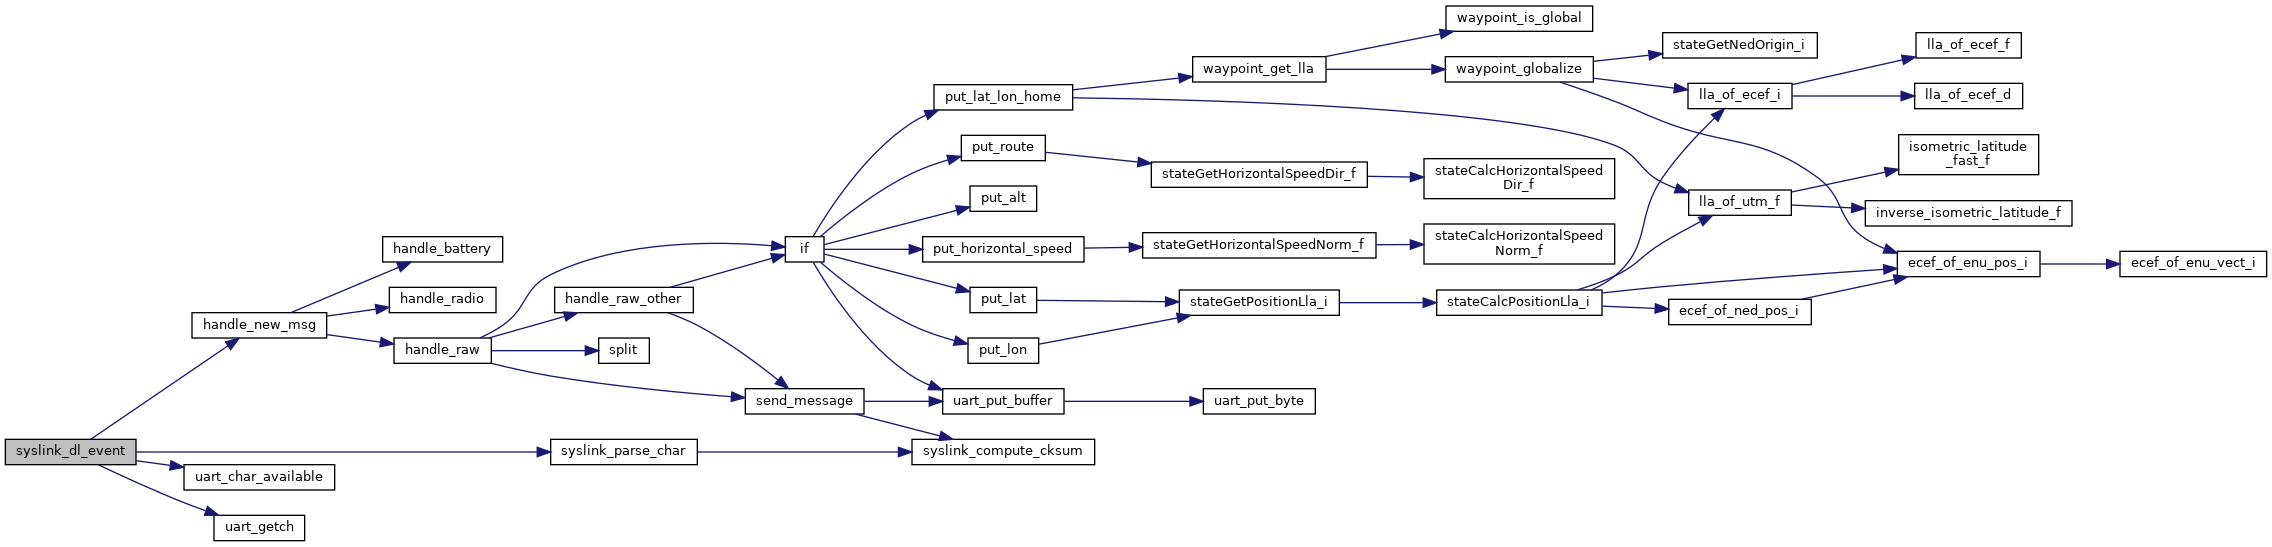 syslink_dl_event
handle_new_msg
syslink_parse_char
uart_char_available
uart_getch
handle_battery
handle_radio
handle_raw
handle_raw_other
split
send_message
if
put_lat_lon_home
put_route
put_alt
put_horizontal_speed
put_lat
put_lon
uart_put_buffer
syslink_compute_cksum
waypoint_get_lla
stateGetHorizontalSpeedDir_f
stateGetHorizontalSpeedNorm_f
stateGetPositionLla_i
uart_put_byte
waypoint_is_global
waypoint_globalize
stateCalcHorizontalSpeed
Dir_f
stateCalcHorizontalSpeed
Norm_f
stateCalcPositionLla_i
stateGetNedOrigin_i
lla_of_ecef_i
lla_of_utm_f
ecef_of_ned_pos_i
lla_of_ecef_f
lla_of_ecef_d
isometric_latitude
_fast_f
inverse_isometric_latitude_f
ecef_of_enu_pos_i
ecef_of_enu_vect_i